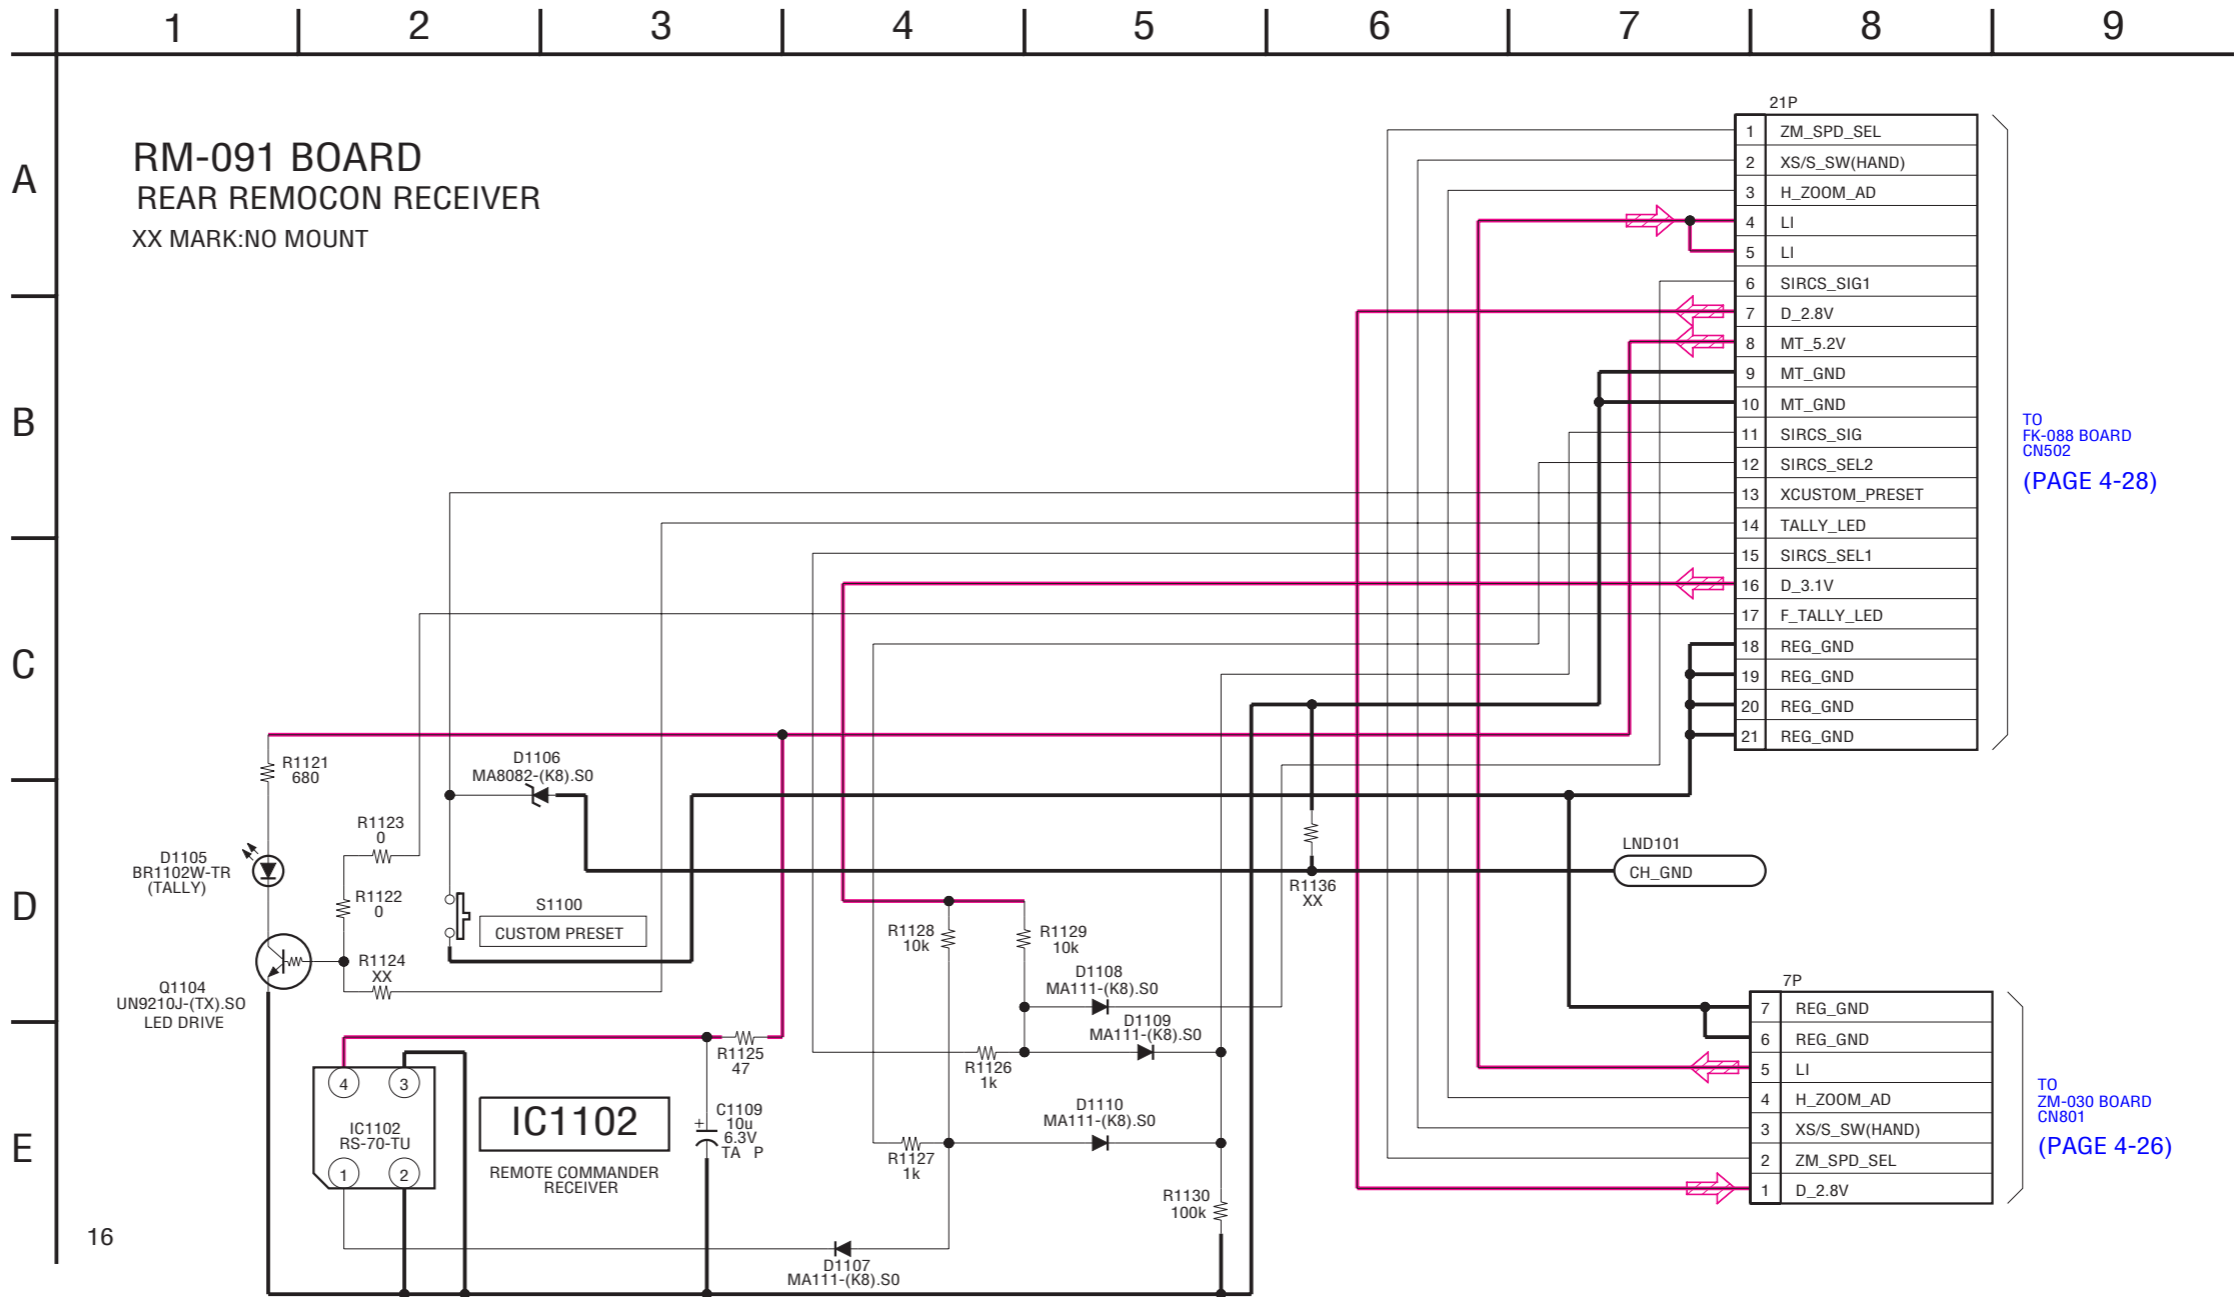 1 2 3 4 5 6 7 8 9
A
B
C
D
E
16
RM-091 BOARD
REAR REMOCON RECEIVER
XX MARK:NO MOUNT
21P
1 ZM_SPD_SEL
2 XS/S_SW(HAND)
3 H_ZOOM_AD
4 LI
5 LI
6 SIRCS_SIG1
7 D_2.8V
8 MT_5.2V
9 MT_GND
10 MT_GND
11 SIRCS_SIG
12 SIRCS_SEL2
13 XCUSTOM_PRESET
14 TALLY_LED
15 SIRCS_SEL1
16 D_3.1V
17 F_TALLY_LED
18 REG_GND
19 REG_GND
20 REG_GND
21 REG_GND
TO
FK-088 BOARD
CN502
(PAGE 4-28)
R1121
680
D1106
MA8082-(K8).S0
R1123
0
D1105
BR1102W-TR
(TALLY)
R1122
0
S1100
CUSTOM PRESET
R1124
XX
Q1104
UN9210J-(TX).SO
LED DRIVE
R1136
XX
LND101
CH_GND
R1128
10k
R1129
10k
D1108
MA111-(K8).S0
D1109
MA111-(K8).S0
R1125
47
R1126
1k
4
3
IC1102
RS-70-TU
1
2
IC1102
REMOTE COMMANDER
RECEIVER
C1109
10u
6.3V
TA P
+
D1110
MA111-(K8).S0
R1127
1k
R1130
100k
D1107
MA111-(K8).S0
7P
7 REG_GND
6 REG_GND
5 LI
4 H_ZOOM_AD
3 XS/S_SW(HAND)
2 ZM_SPD_SEL
1 D_2.8V
TO
ZM-030 BOARD
CN801
(PAGE 4-26)